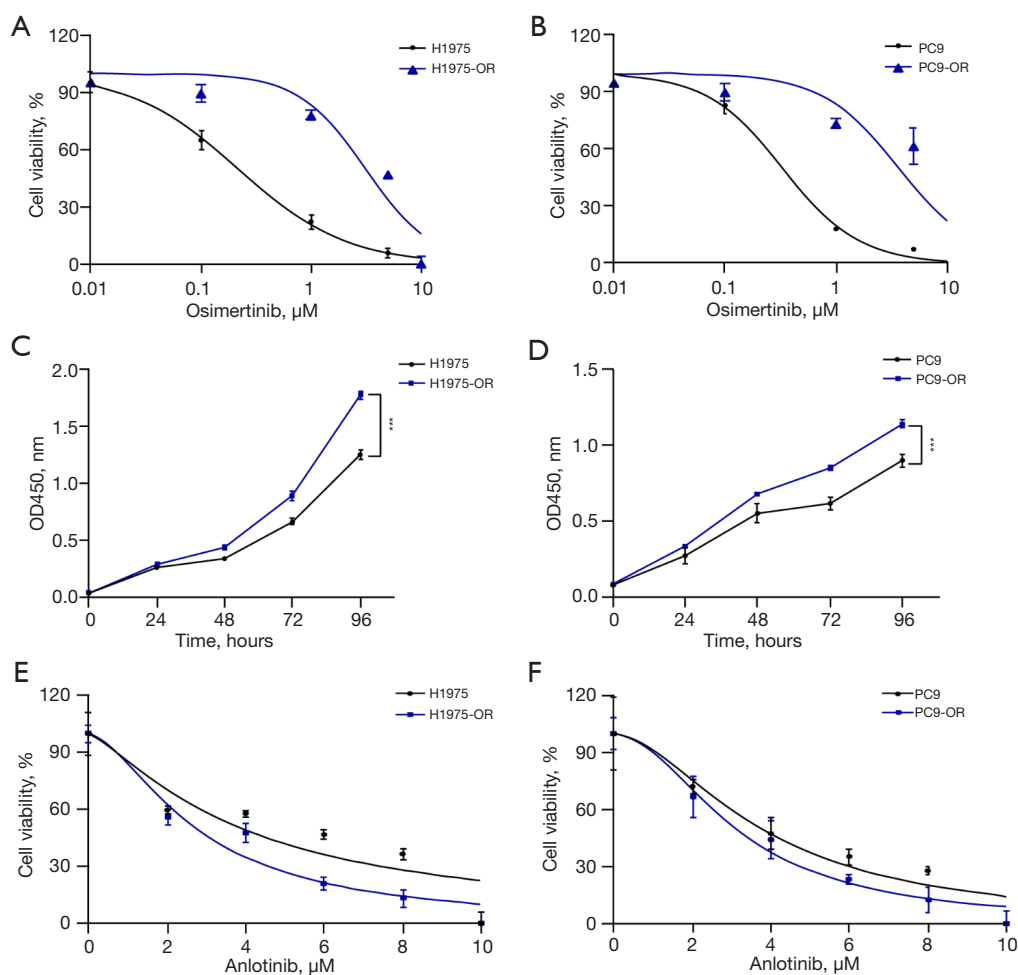 A
120
90
60
30
0
Cell viability, %
H1975
H1975-OR
0.01 0.1 1 10
Osimertinib, µM
B
120
90
60
30
0
Cell viability, %
PC9
PC9-OR
0.01 0.1 1 10
Osimertinib, µM
C
2.0
1.5
1.0
0.5
0.0
OD450, nm
H1975
H1975-OR
***
0 24 48 72 96
Time, hours
D
1.5
1.0
0.5
0.0
OD450, nm
PC9
PC9-OR
***
0 24 48 72 96
Time, hours
E
120
90
60
30
0
Cell viability, %
H1975
H1975-OR
0 2 4 6 8 10
Anlotinib, µM
F
120
90
60
30
0
Cell viability, %
PC9
PC9-OR
0 2 4 6 8 10
Anlotinib, µM